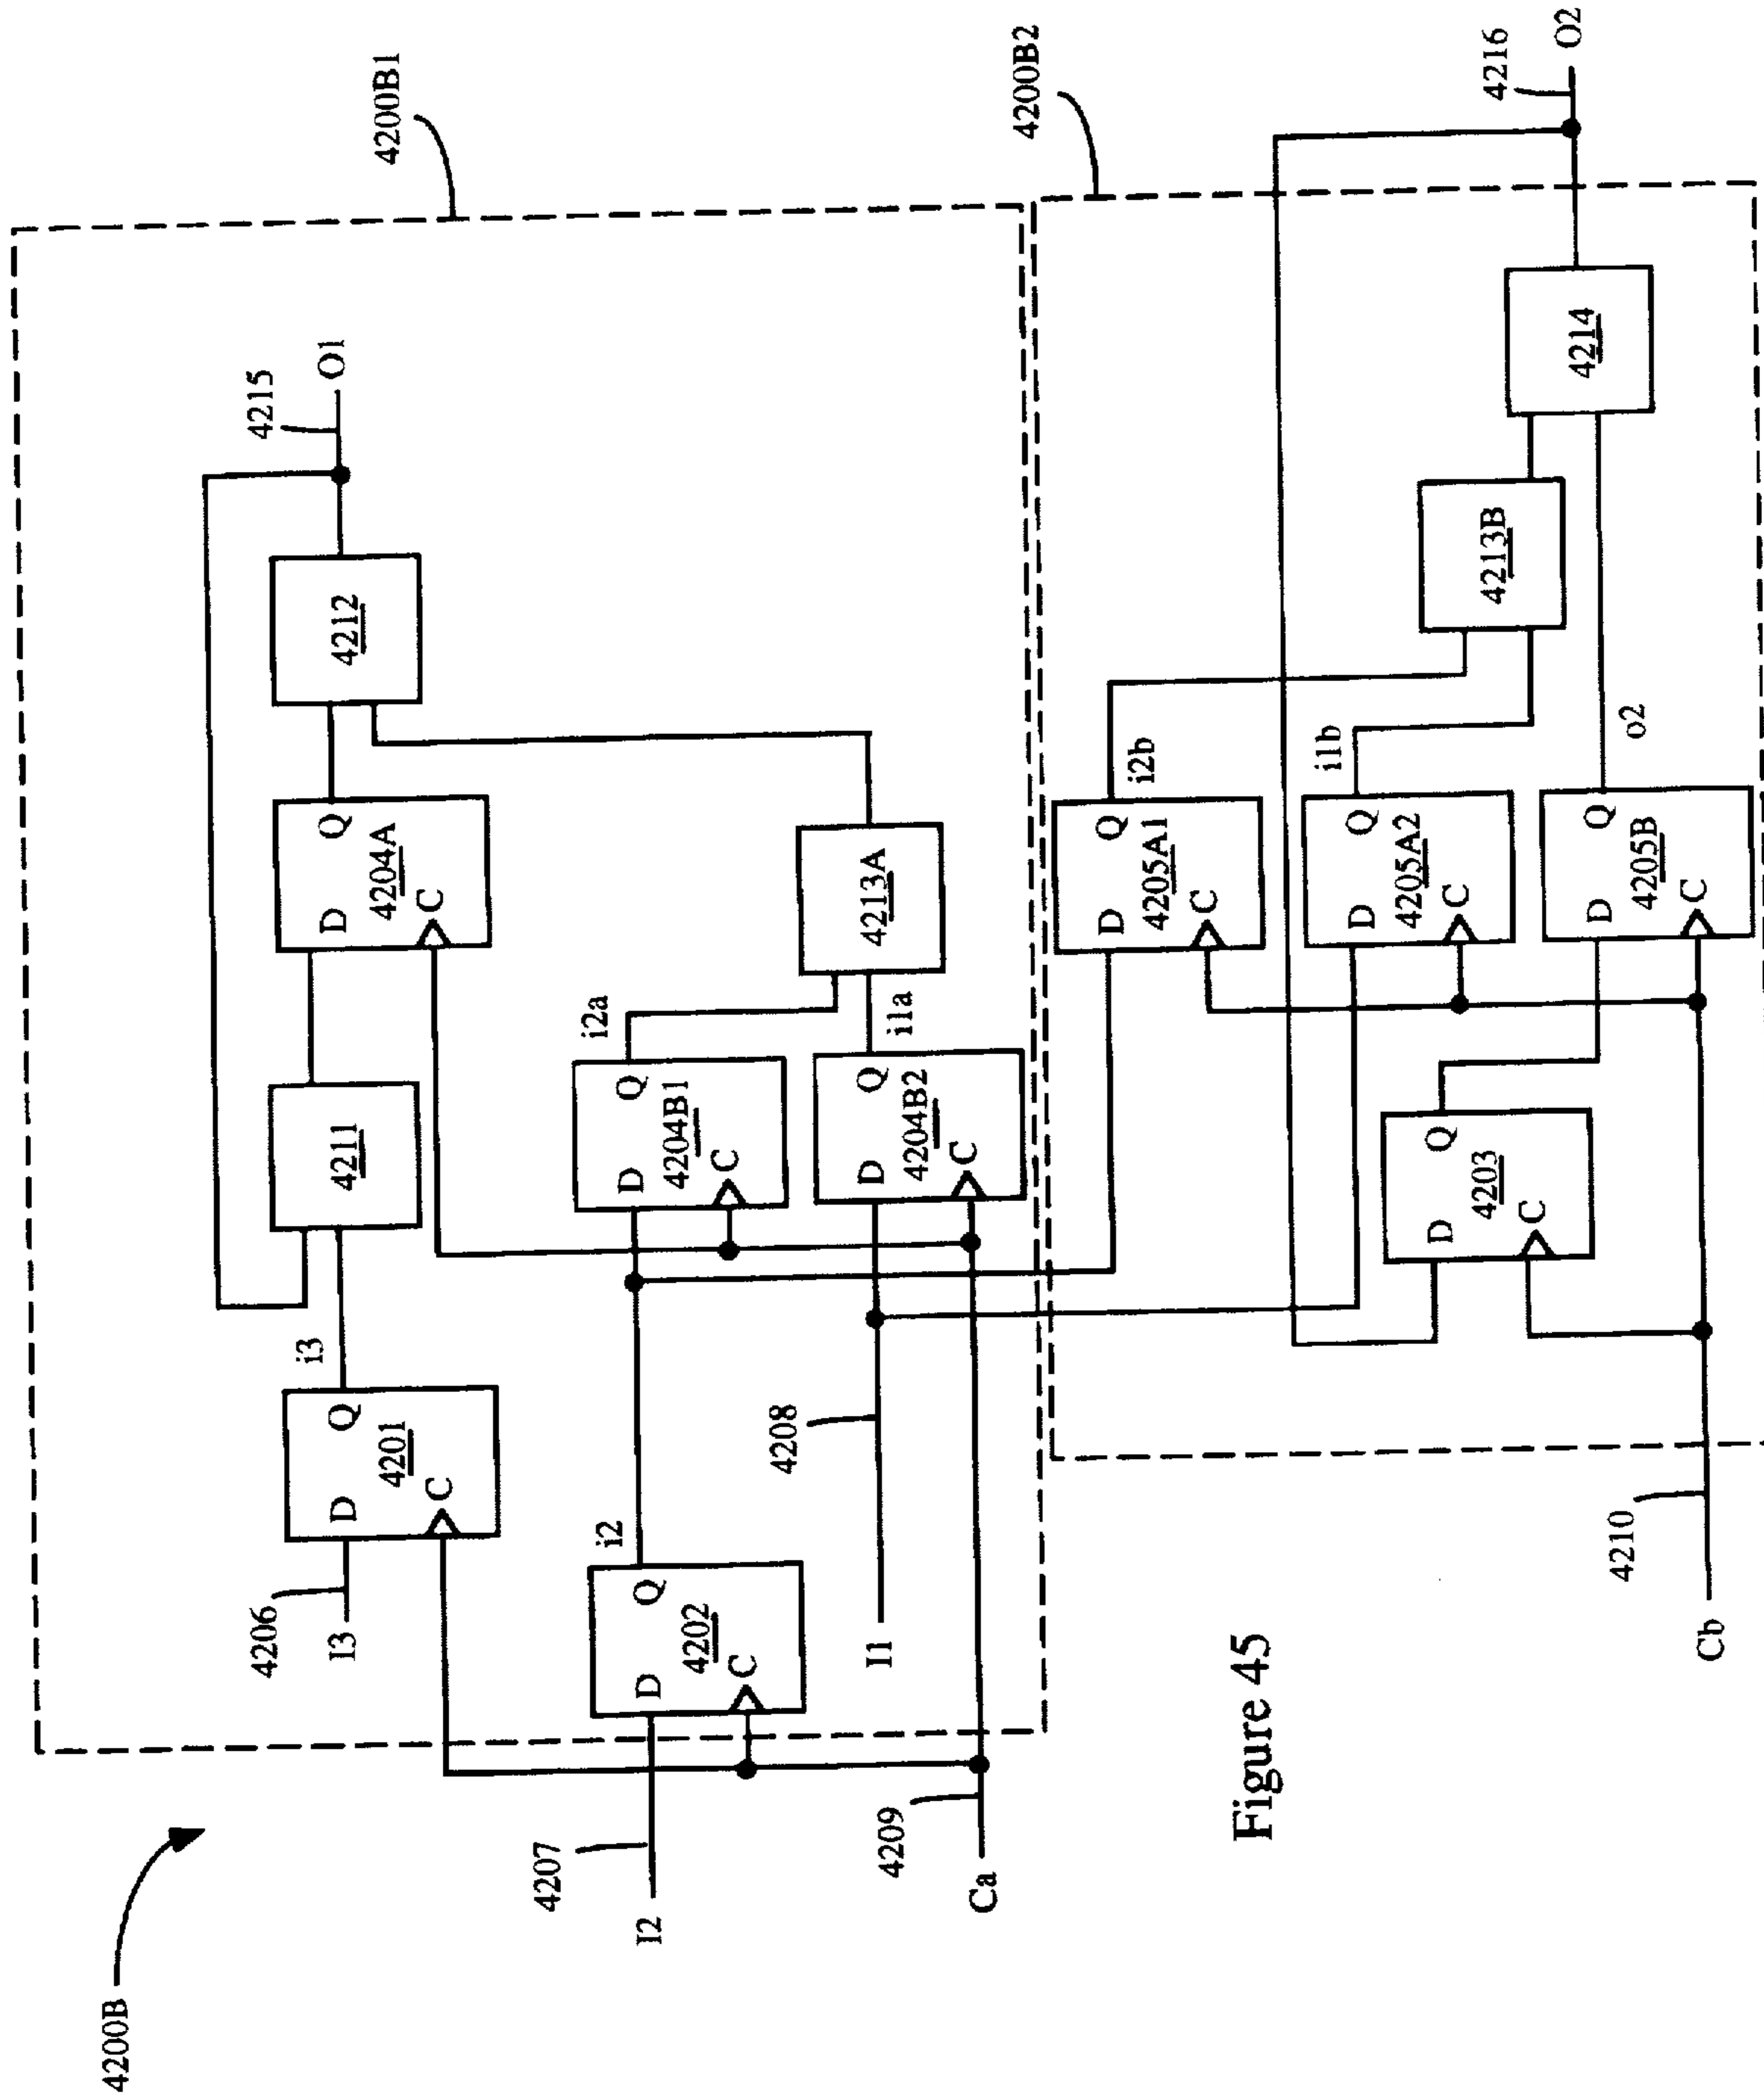 4200B
4200B1
4206
I3
D
Q
4201
C
i3
4211
D
Q
4204A
C
4212
4215
O1
4207
I2
D
Q
4202
C
i2
D
Q
4204B1
C
i2a
4208
I1
D
Q
4204B2
C
i1a
4213A
4209
Ca
4200B2
D
Q
4205A1
C
i2b
D
Q
4205A2
C
i1b
4213B
D
Q
4203
C
D
Q
4205B
C
o2
4214
4216
O2
4210
Cb
Figure 45